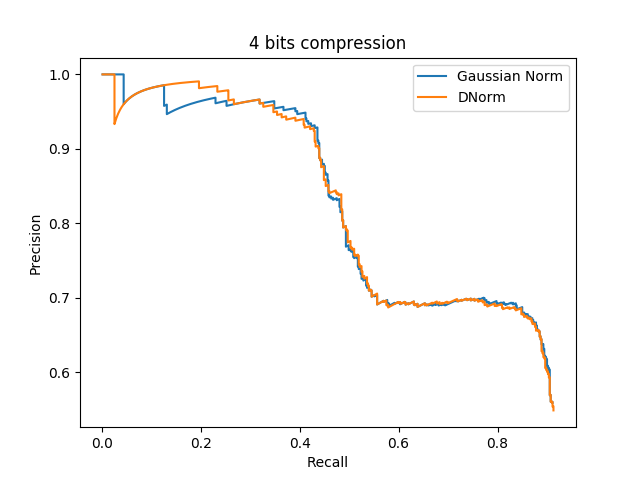 4 bits compression
Gaussian Norm
DNorm
Precision
1.0
0.9
0.8
0.7
0.6
0.0 0.2 0.4 0.6 0.8
Recall